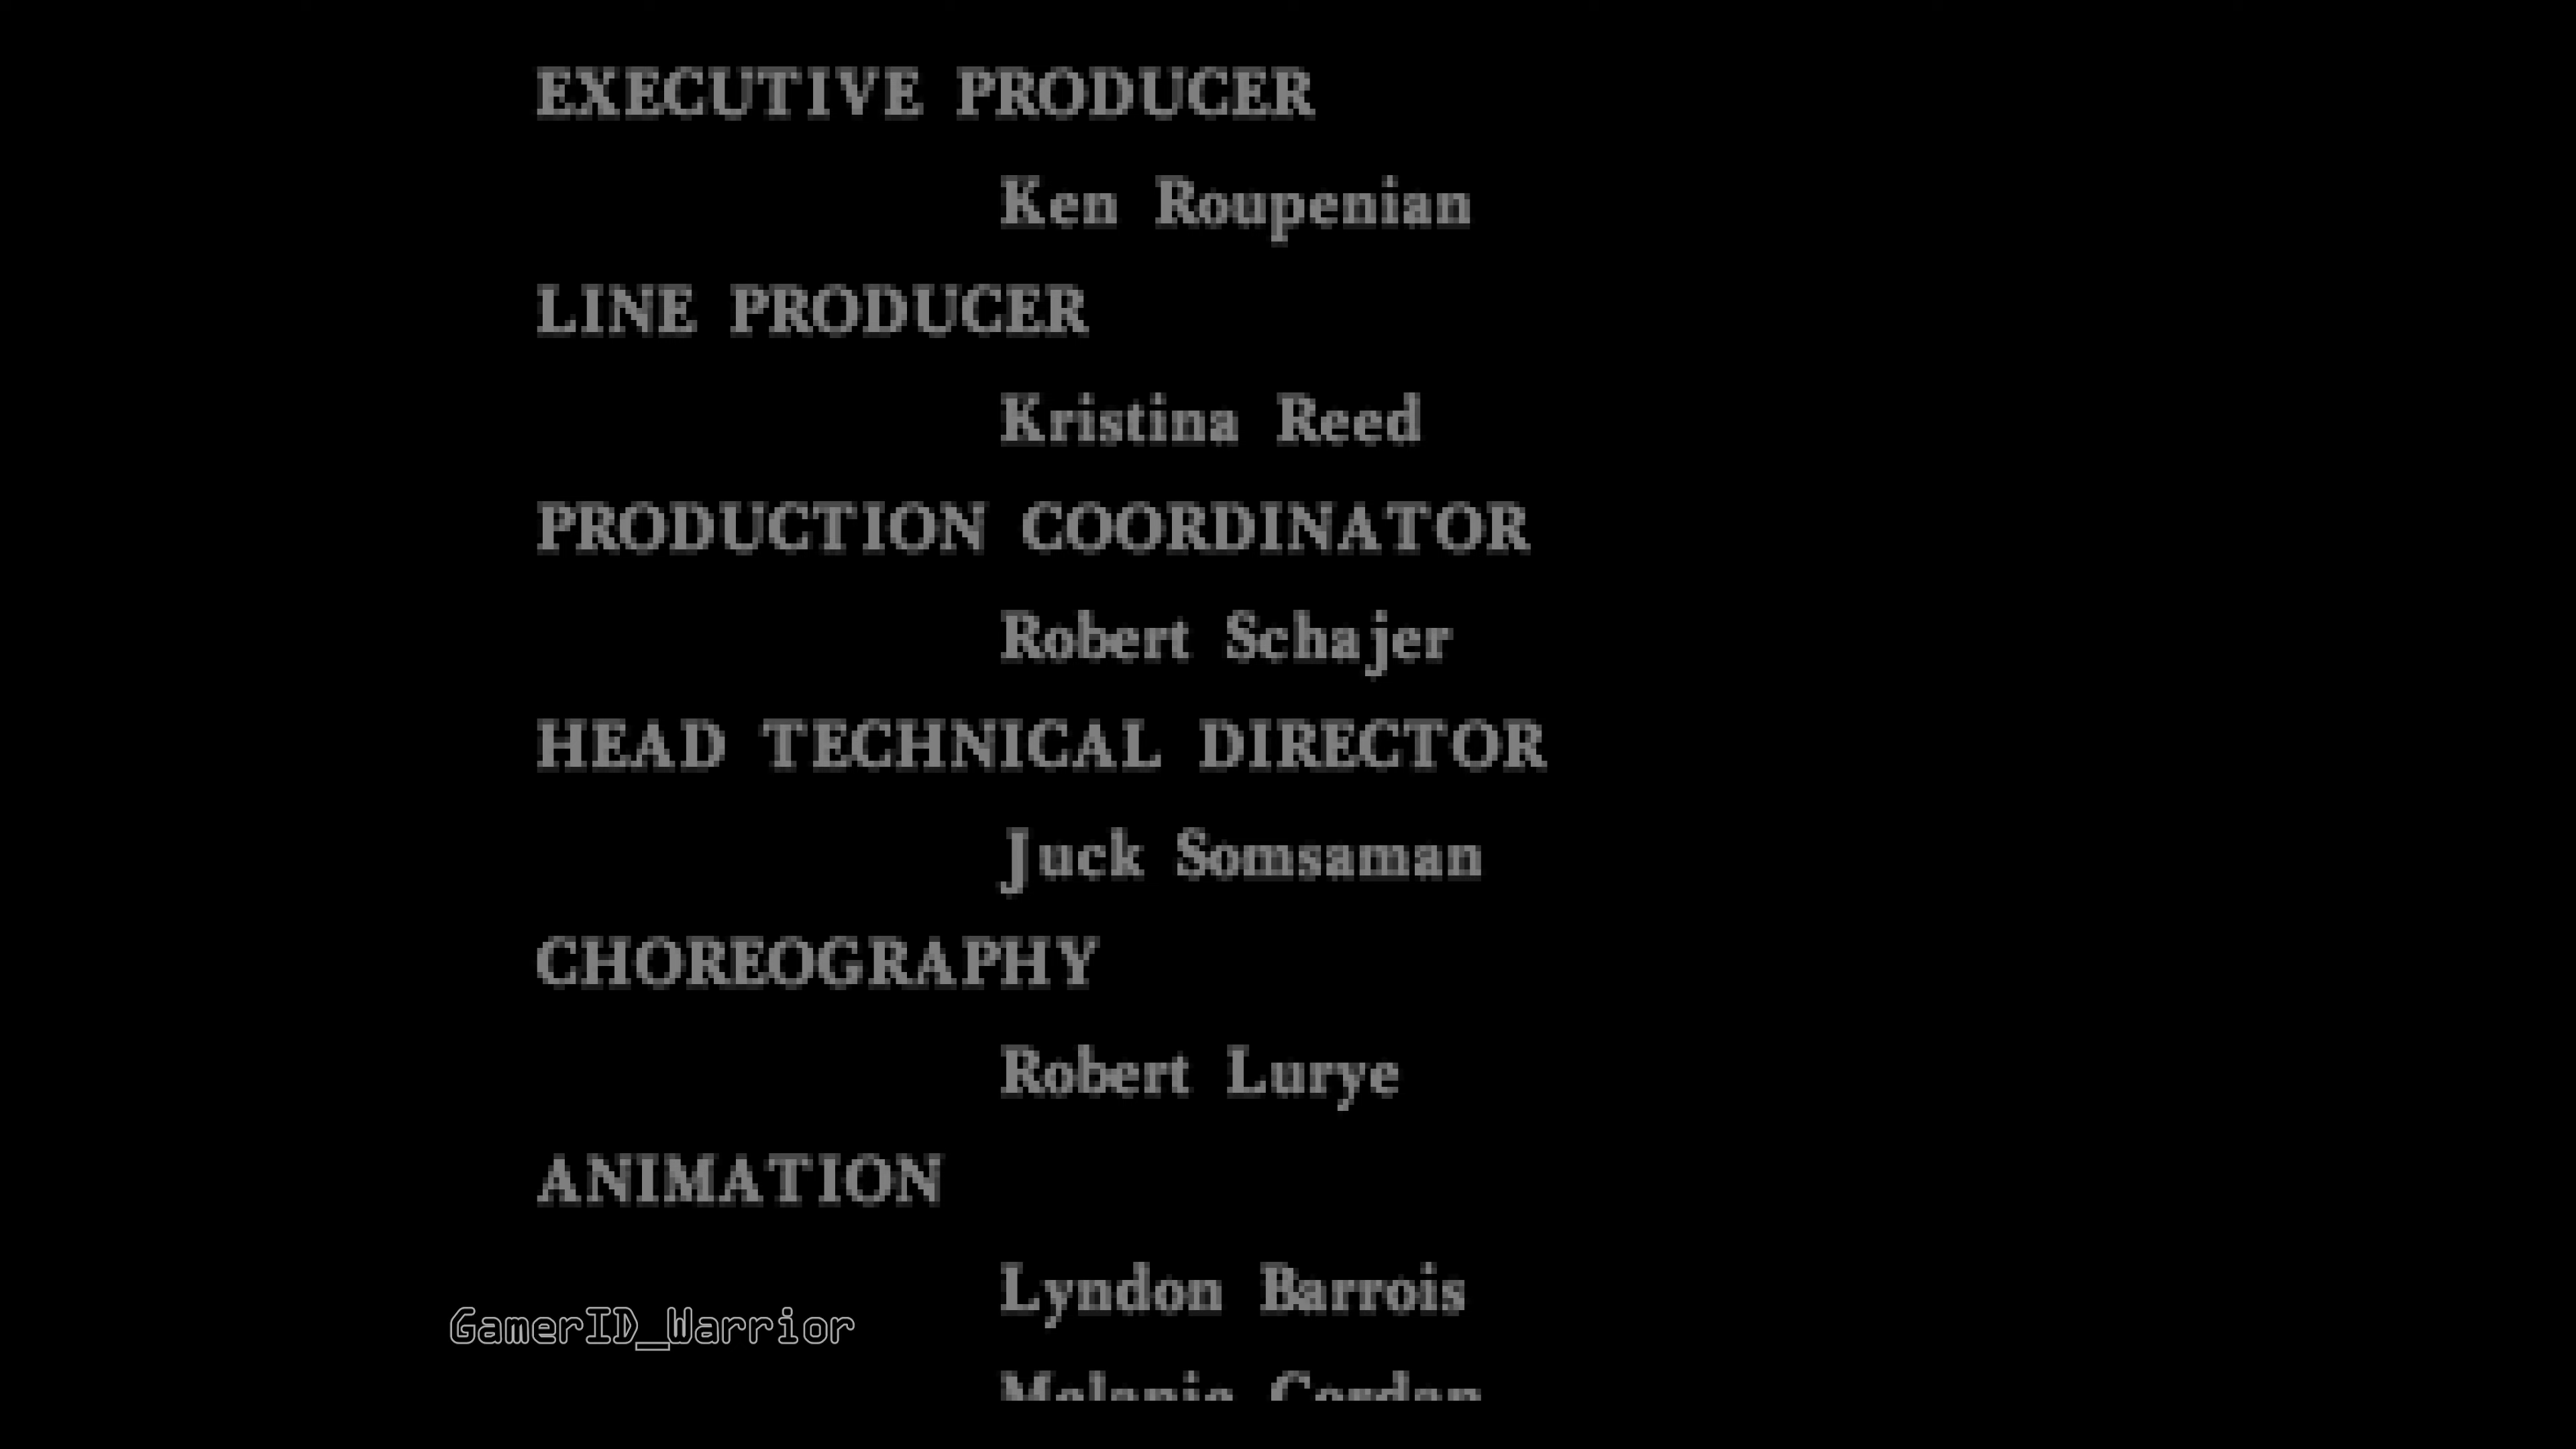 EXECUTIVE PRODUCER
Ken Roupenian
LINE PRODUCER
Kristina Reed
PRODUCTION COORDINATOR
Robert Schajer
HEAD TECHNICAL DIRECTOR
Juck Somsaman
CHOREOGRAPHY
Robert Lurye
ANIMATION
Lyndon Barrois
GamerID_Warrior